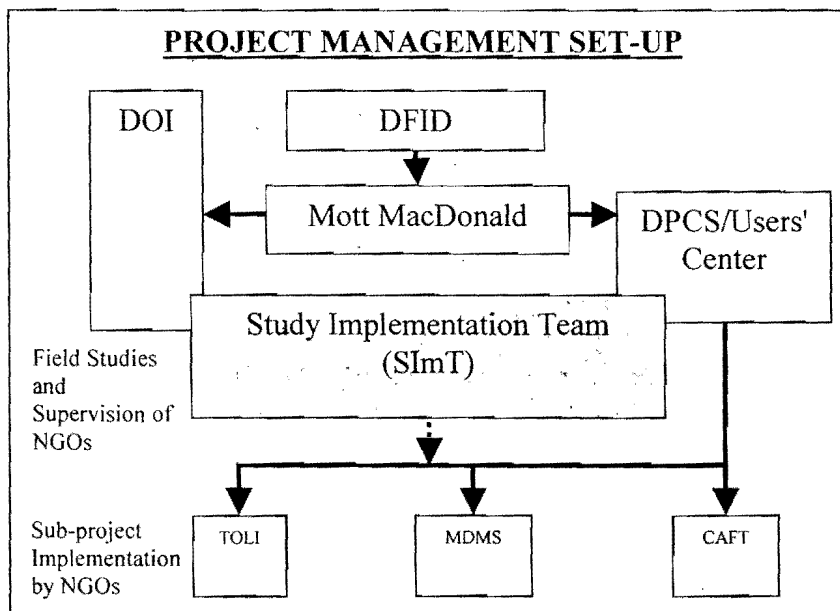 PROJECT MANAGEMENT SET-UP
DOI
DFID
Mott MacDonald
DPCS/Users'
Center
Study Implementation Team
(SImT)
Field Studies
and
Supervision of
NGOs
Sub-project
Implementation
by NGOs
TOLI
MDMS
CAFT